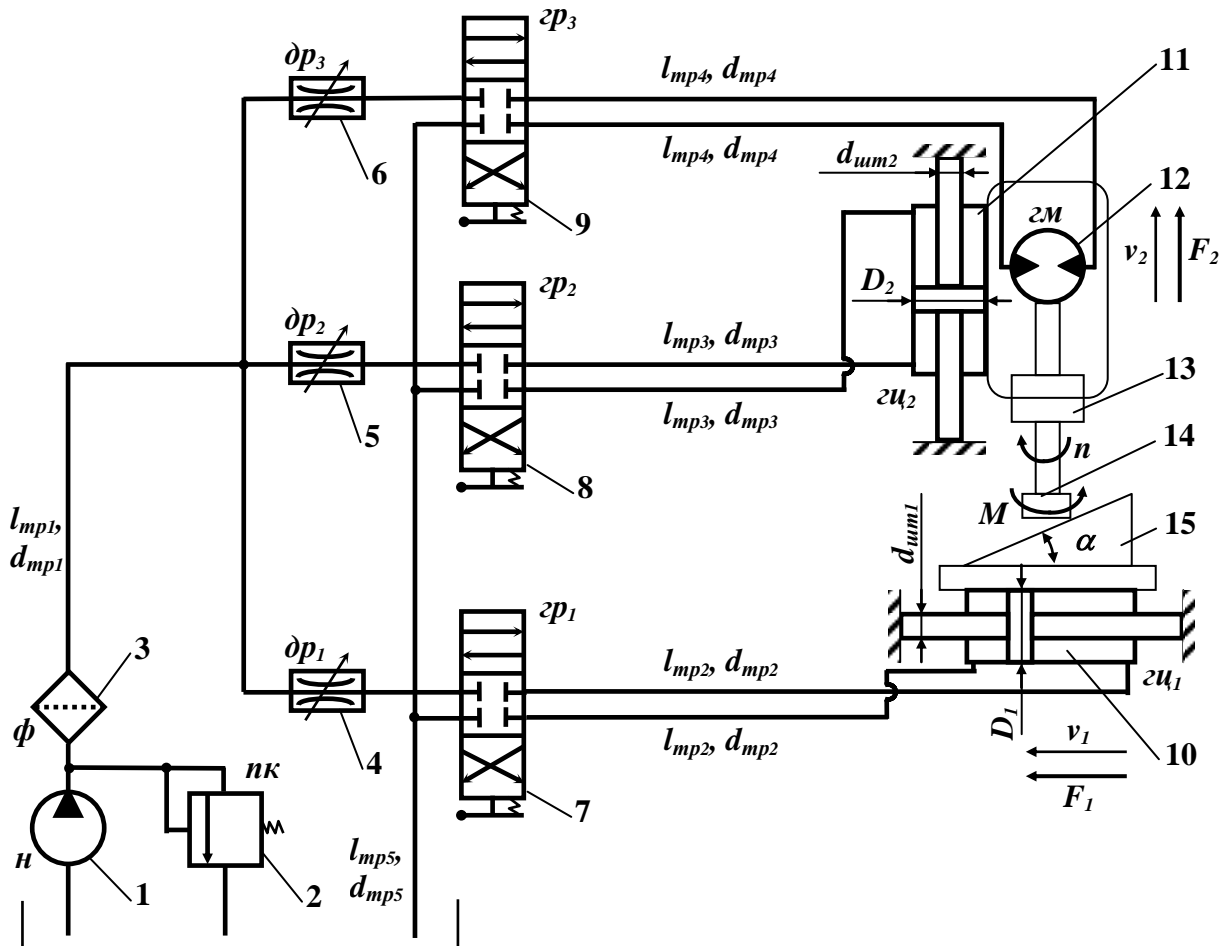 гр₃
др₃
lтр4, dтр4
11
lтр4, dтр4
dшт2
6
12
9
гм
v₂
F₂
гр₂
D₂
др₂
lтр3, dтр3
13
гц₂
lтр3, dтр3
5
14
n
8
lтр1,
dтр1
M
15
dшт1
α
гр₁
др₁
3
lтр2, dтр2
гц₁
ф
D₁
lтр2, dтр2
v₁
4
пк
10
F₁
7
н
lтр5,
dтр5
1
2